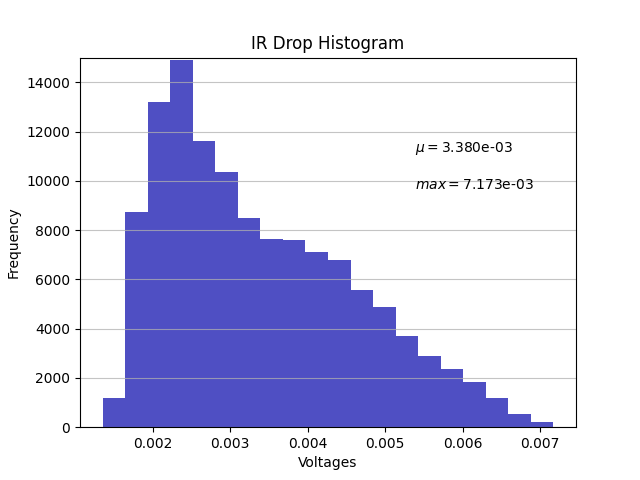 IR Drop Histogram
14000
12000
10000
8000
6000
4000
2000
0
Frequency
μ = 3.380e-03
max = 7.173e-03
0.002 0.003 0.004 0.005 0.006 0.007
Voltages